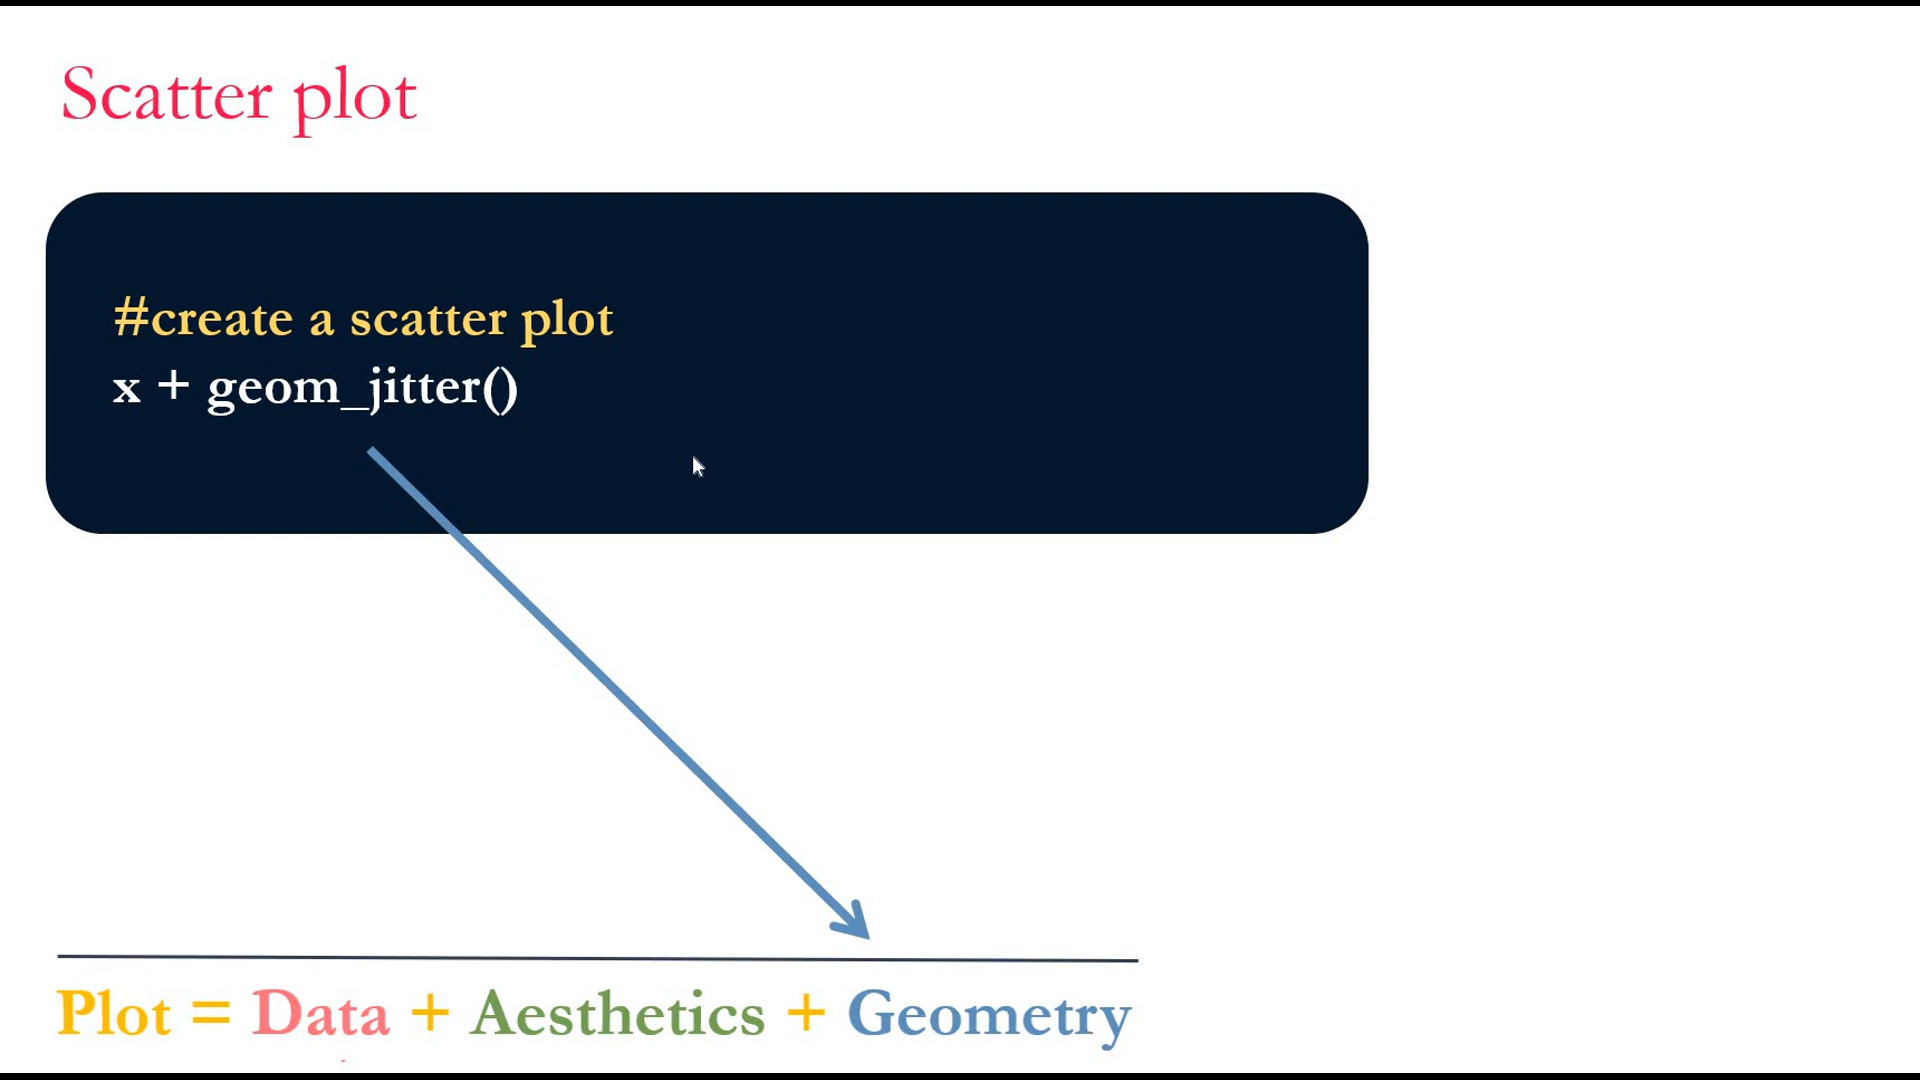 Scatter plot
#create a scatter plot
x + geom_jitter()
Plot = Data + Aesthetics + Geometry